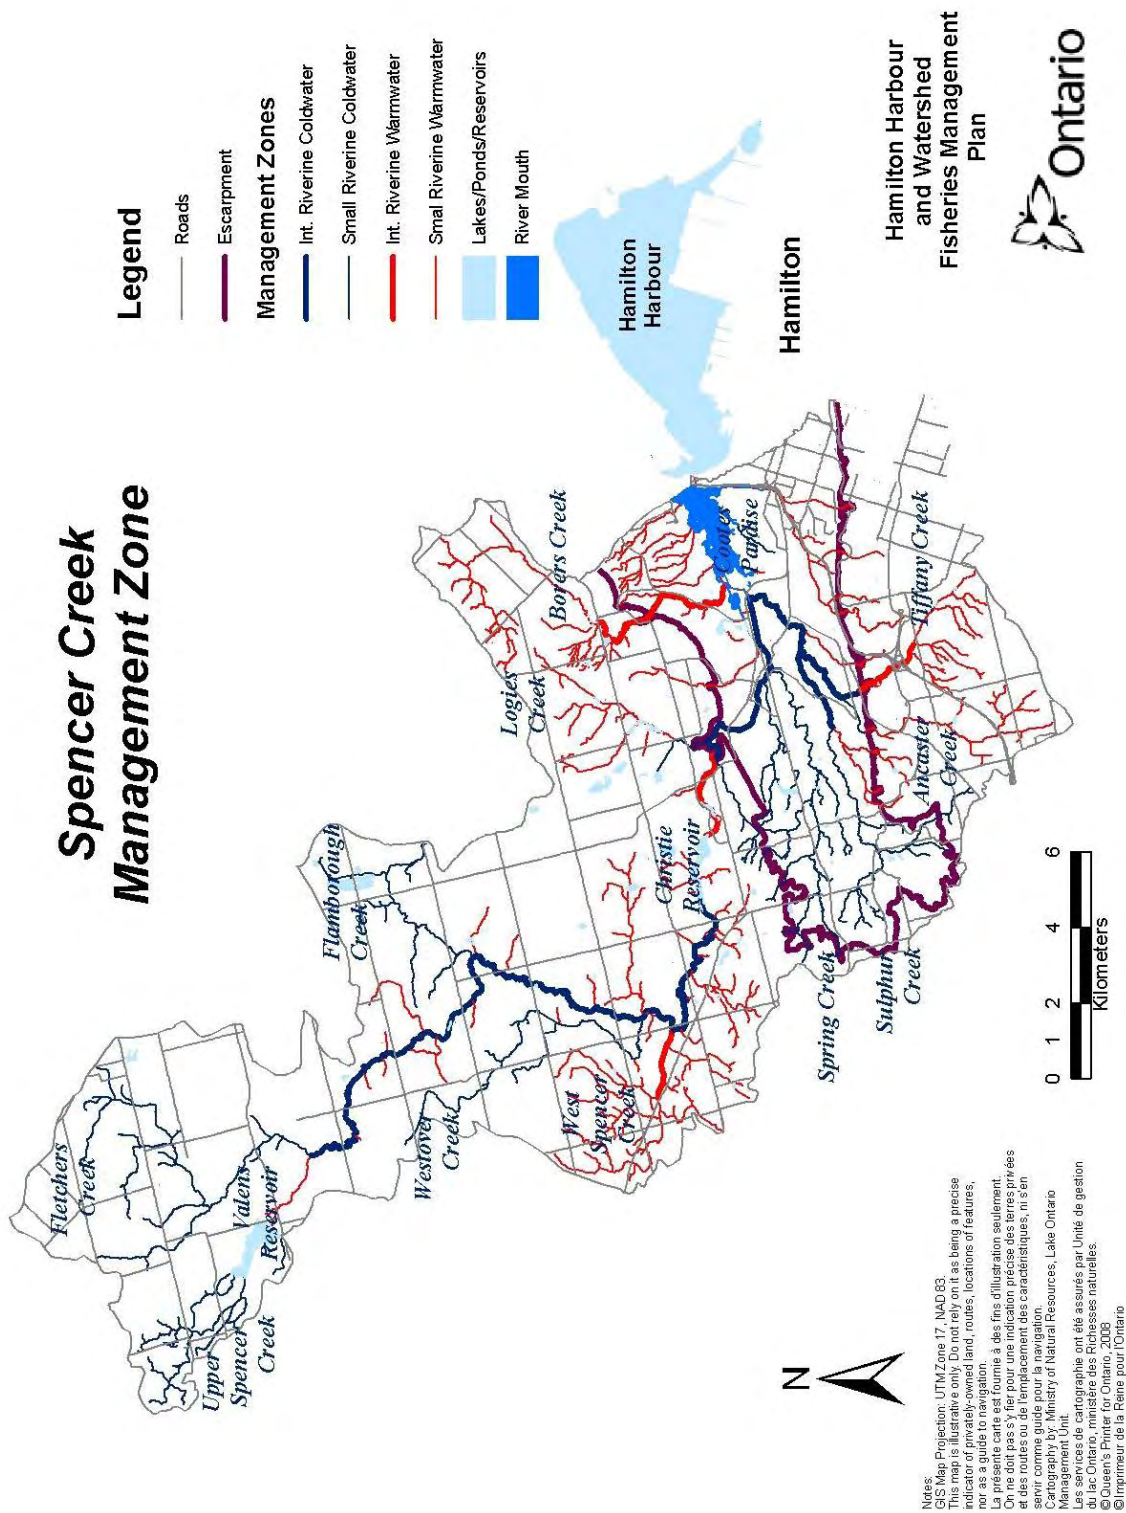 Spencer Creek
Management Zone
Legend
Roads
Escarpment
Management Zones
Int. Riverine Coldwater
Small Riverine Coldwater
Int. Riverine Warmwater
Smal Riverine Warmwater
Lakes/Ponds/Reservoirs
River Mouth
Fletchers
Creek
Valens
Reservoir
Upper
Spencer
Creek
Flamborough
Creek
Westover
Creek
West
Spencer
Creek
Christie
Reservoir
Logies
Creek
Borers Creek
Cootes
Paradise
Spring Creek
Sulphur
Creek
Ancaster
Creek
Tiffany Creek
Hamilton
Harbour
Hamilton
Hamilton Harbour
and Watershed
Fisheries Management
Plan
Ontario
N
0 1 2 4 6
Kilometers
Notes:
GIS Map Projection: UTM Zone 17, NAD 83.
This map is illustrative only. Do not rely on it as being a precise
indicator of privately-owned land, routes, locations of features,
nor as a guide to navigation.
La présente carte est fournie à des fins d'illustration seulement.
On ne doit pas s'y fier pour une indication précise des terres privées
et des routes ou de l'emplacement des caractéristiques, ni s'en
servir comme guide pour la navigation.
Cartography by: Ministry of Natural Resources, Lake Ontario
Management Unit.
Les services de cartographie ont été assurés par Unité de gestion
du lac Ontario, ministère des Richesses naturelles.
© Queen's Printer for Ontario, 2008
© Imprimeur de la Reine pour l'Ontario